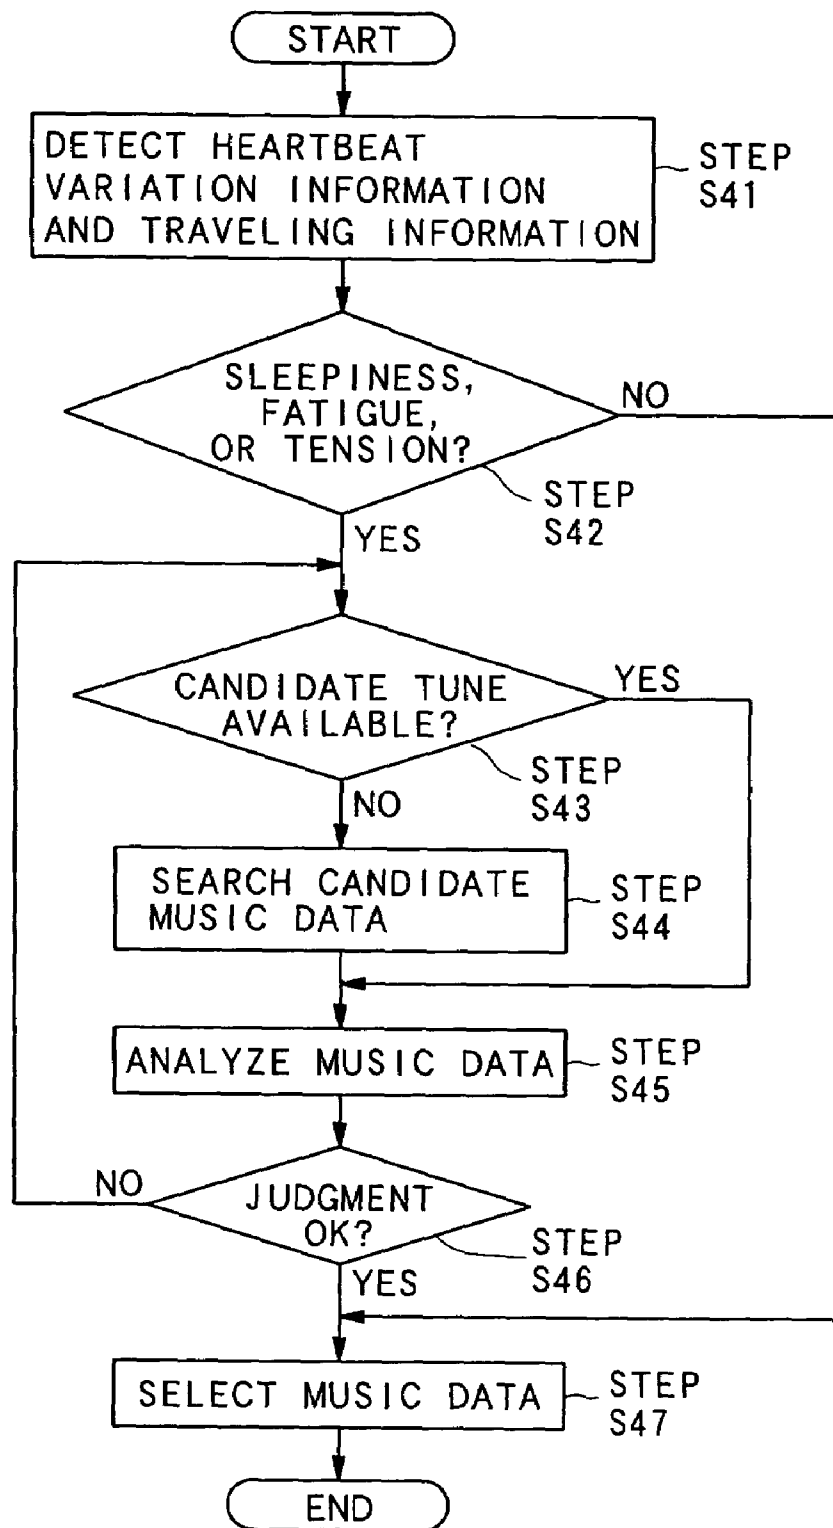 START
DETECT HEARTBEAT
VARIATION INFORMATION
AND TRAVELING INFORMATION
STEP
S41
SLEEPINESS,
FATIGUE,
OR TENSION?
NO
STEP
S42
YES
CANDIDATE TUNE
AVAILABLE?
YES
STEP
S43
NO
SEARCH CANDIDATE
MUSIC DATA
STEP
S44
ANALYZE MUSIC DATA
STEP
S45
NO
JUDGMENT
OK?
STEP
S46
YES
SELECT MUSIC DATA
STEP
S47
END